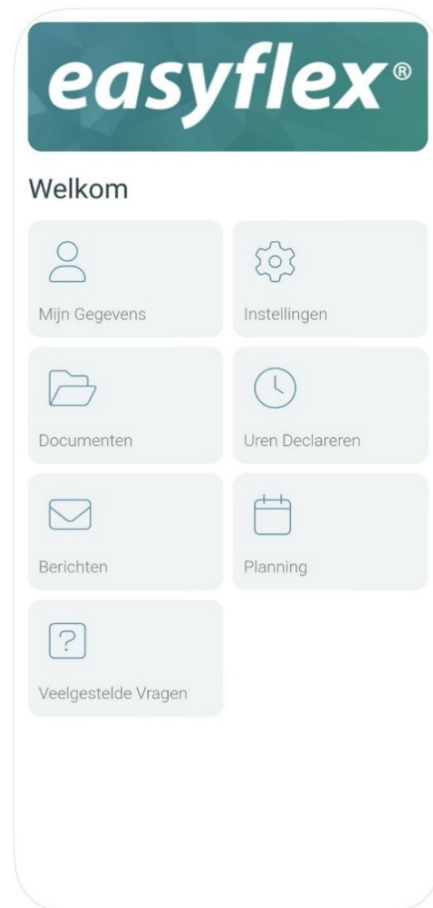 easyflex®
Welkom
Mijn Gegevens
Instellingen
Documenten
Uren Declareren
Berichten
Planning
Veelgestelde Vragen